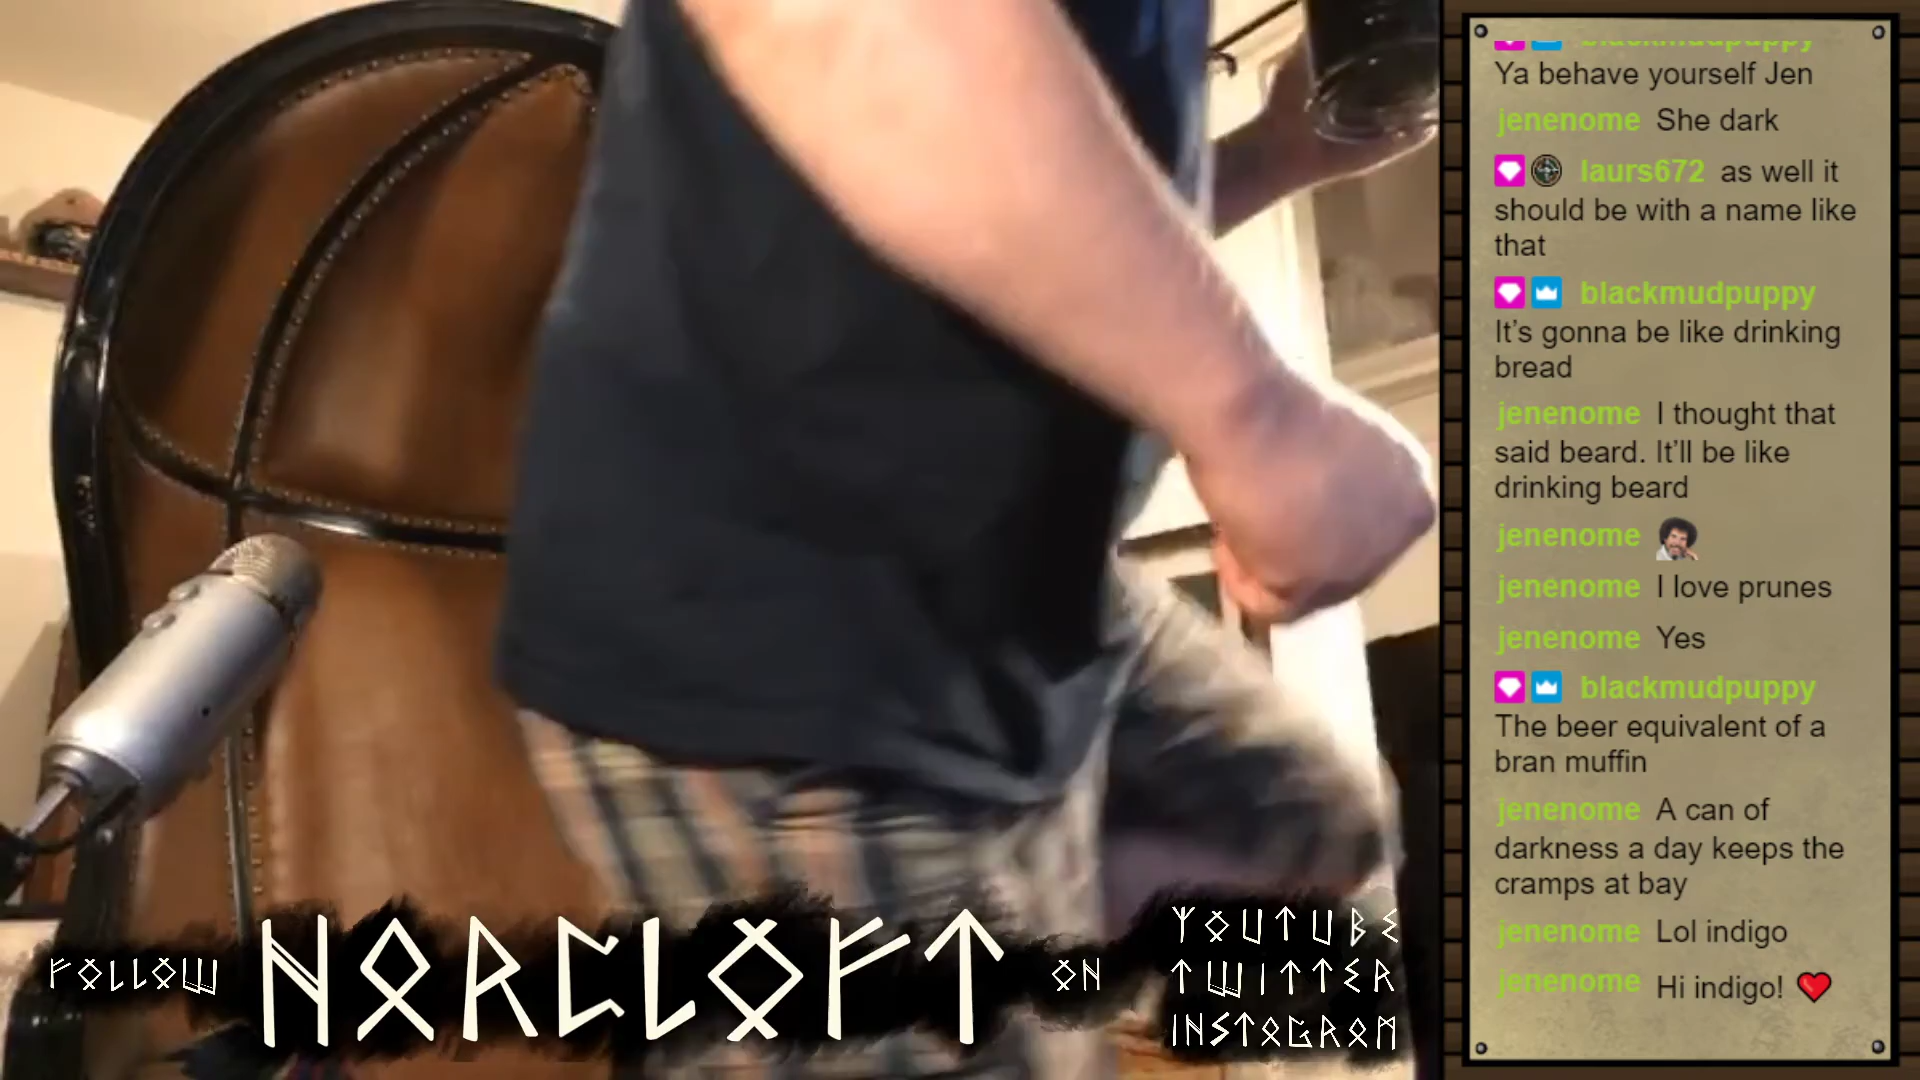 blackmudpuppy
Ya behave yourself Jen
jenenome She dark
laurs672 as well it
should be with a name like
that
blackmudpuppy
It's gonna be like drinking
bread
jenenome I thought that
said beard. It'll be like
drinking beard
jenenome
jenenome I love prunes
jenenome Yes
blackmudpuppy
The beer equivalent of a
bran muffin
jenenome A can of
darkness a day keeps the
cramps at bay
jenenome Lol indigo
jenenome Hi indigo!
FOLLOW NORCLOFT ON
YOUTUBE
TWITTER
INSTOGROM